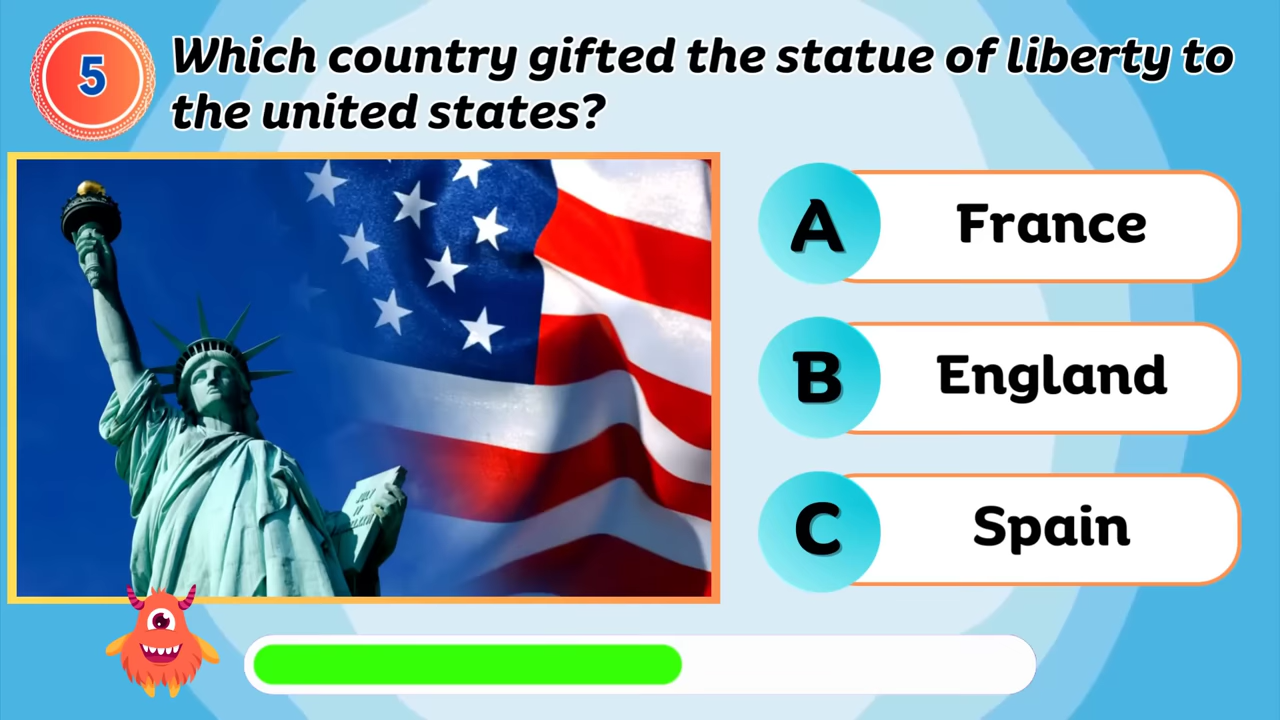 5
Which country gifted the statue of liberty to
the united states?
A
France
B
England
C
Spain